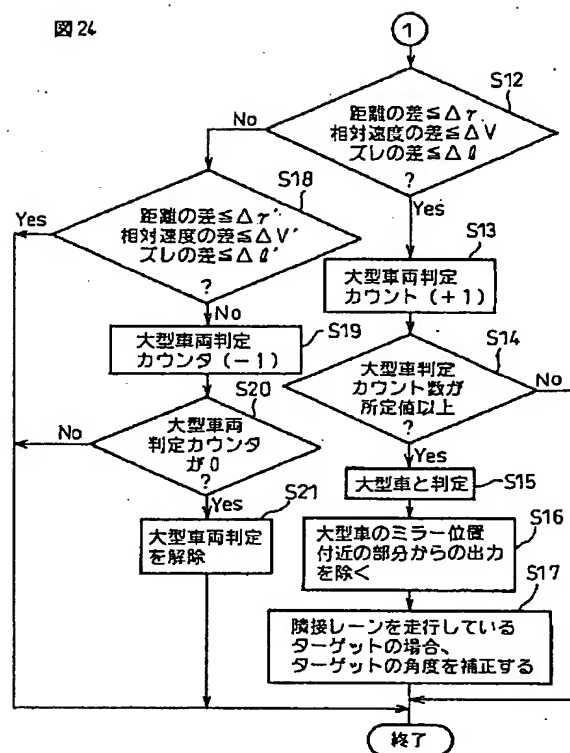 図24
1
S12
距離の差≦Δr
相対速度の差≦ΔV
ズレの差≦Δℓ
?
No
Yes
S18
Yes
距離の差≦Δr'
相対速度の差≦ΔV'
ズレの差≦Δℓ'
?
No
S13
大型車両判定
カウント(+1)
S19
大型車両判定
カウンタ(-1)
S14
大型車判定
カウント数が
所定値以上
?
No
Yes
S20
大型車両
判定カウンタ
が0
?
No
Yes
S15
大型車と判定
S21
大型車両判定
を解除
S16
大型車のミラー位置
付近の部分からの出力
を除く
S17
隣接レーンを走行している
ターゲットの場合、
ターゲットの角度を補正する
終了